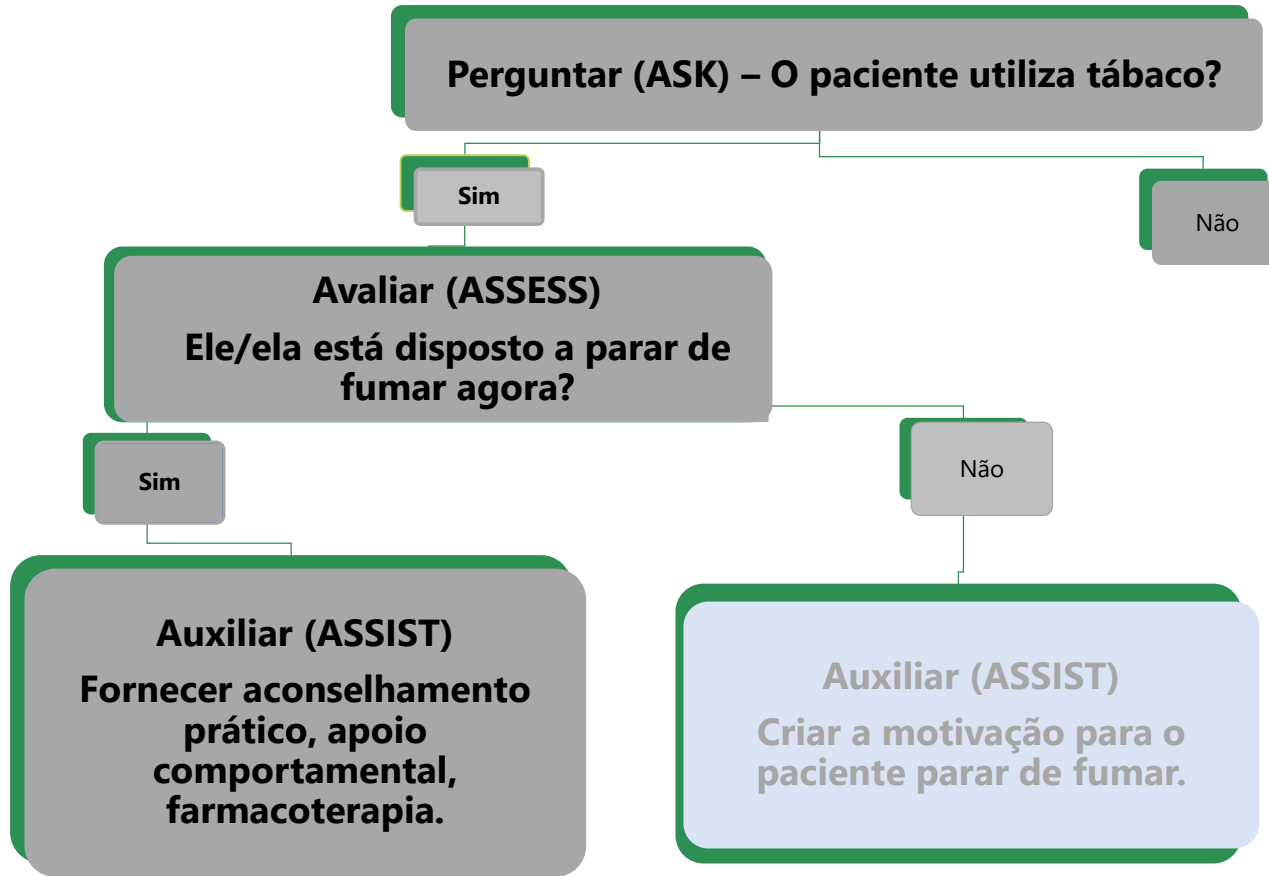 Perguntar (ASK) – O paciente utiliza tábaco?
Sim
Não
Avaliar (ASSESS)
Ele/ela está disposto a parar de
fumar agora?
Sim
Não
Auxiliar (ASSIST)
Fornecer aconselhamento
prático, apoio
comportamental,
farmacoterapia.
Auxiliar (ASSIST)
Criar a motivação para o
paciente parar de fumar.